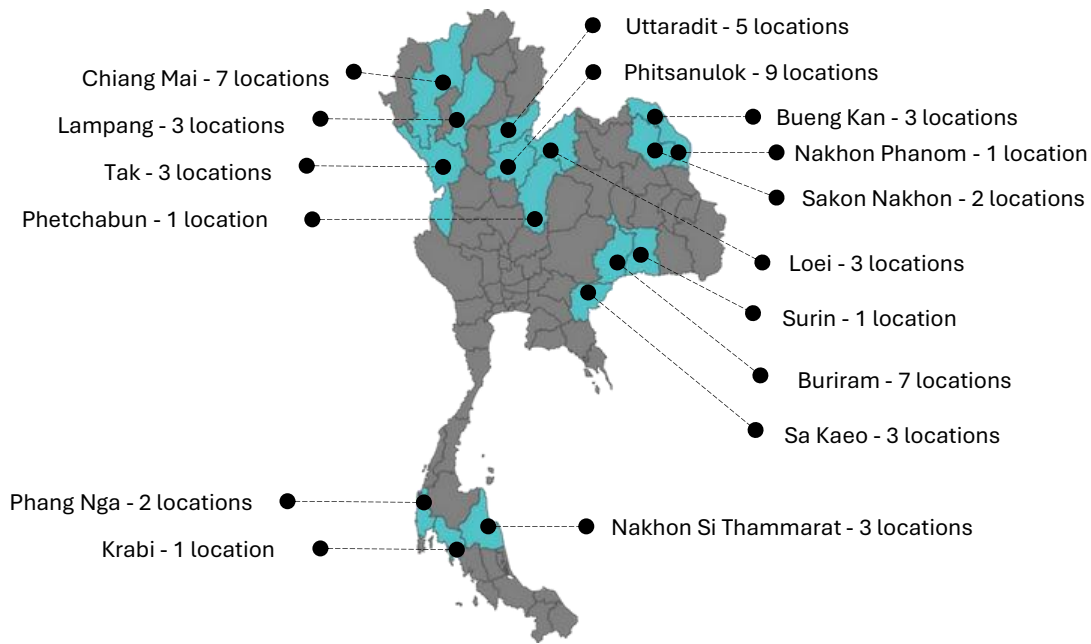 Uttaradit - 5 locations
Chiang Mai - 7 locations
Phitsanulok - 9 locations
Lampang - 3 locations
Bueng Kan - 3 locations
Nakhon Phanom - 1 location
Tak - 3 locations
Sakon Nakhon - 2 locations
Phetchabun - 1 location
Loei - 3 locations
Surin - 1 location
Buriram - 7 locations
Sa Kaeo - 3 locations
Phang Nga - 2 locations
Nakhon Si Thammarat - 3 locations
Krabi - 1 location